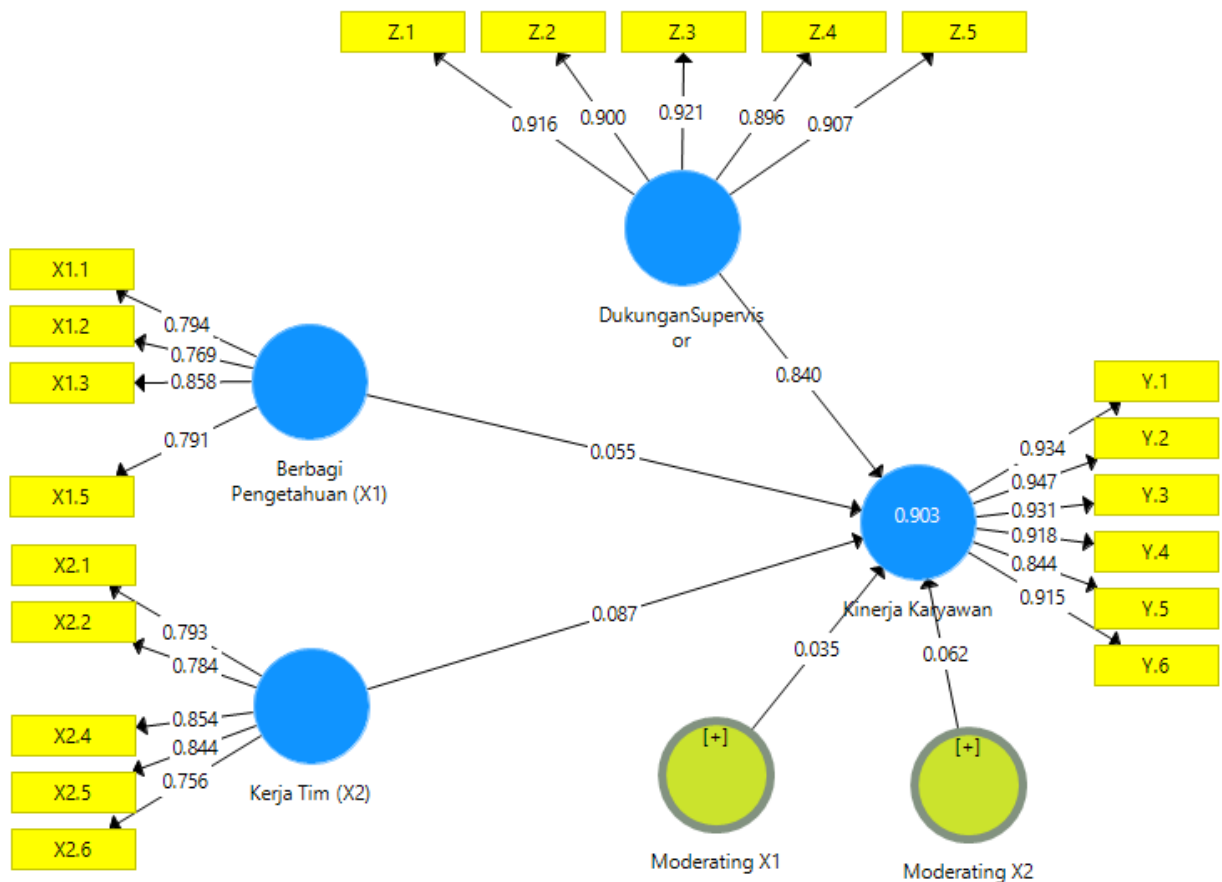 Z.1
Z.2
Z.3
Z.4
Z.5
0.916
0.900
0.921
0.896
0.907
DukunganSupervis
or
0.840
X1.1
X1.2
X1.3
X1.5
0.794
0.769
0.858
0.791
Berbagi
Pengetahuan (X1)
0.055
X2.1
X2.2
X2.4
X2.5
X2.6
0.793
0.784
0.854
0.844
0.756
Kerja Tim (X2)
0.087
0.903
Kinerja Karyawan
0.934
0.947
0.931
0.918
0.844
0.915
Y.1
Y.2
Y.3
Y.4
Y.5
Y.6
0.035
0.062
[+]
Moderating X1
[+]
Moderating X2